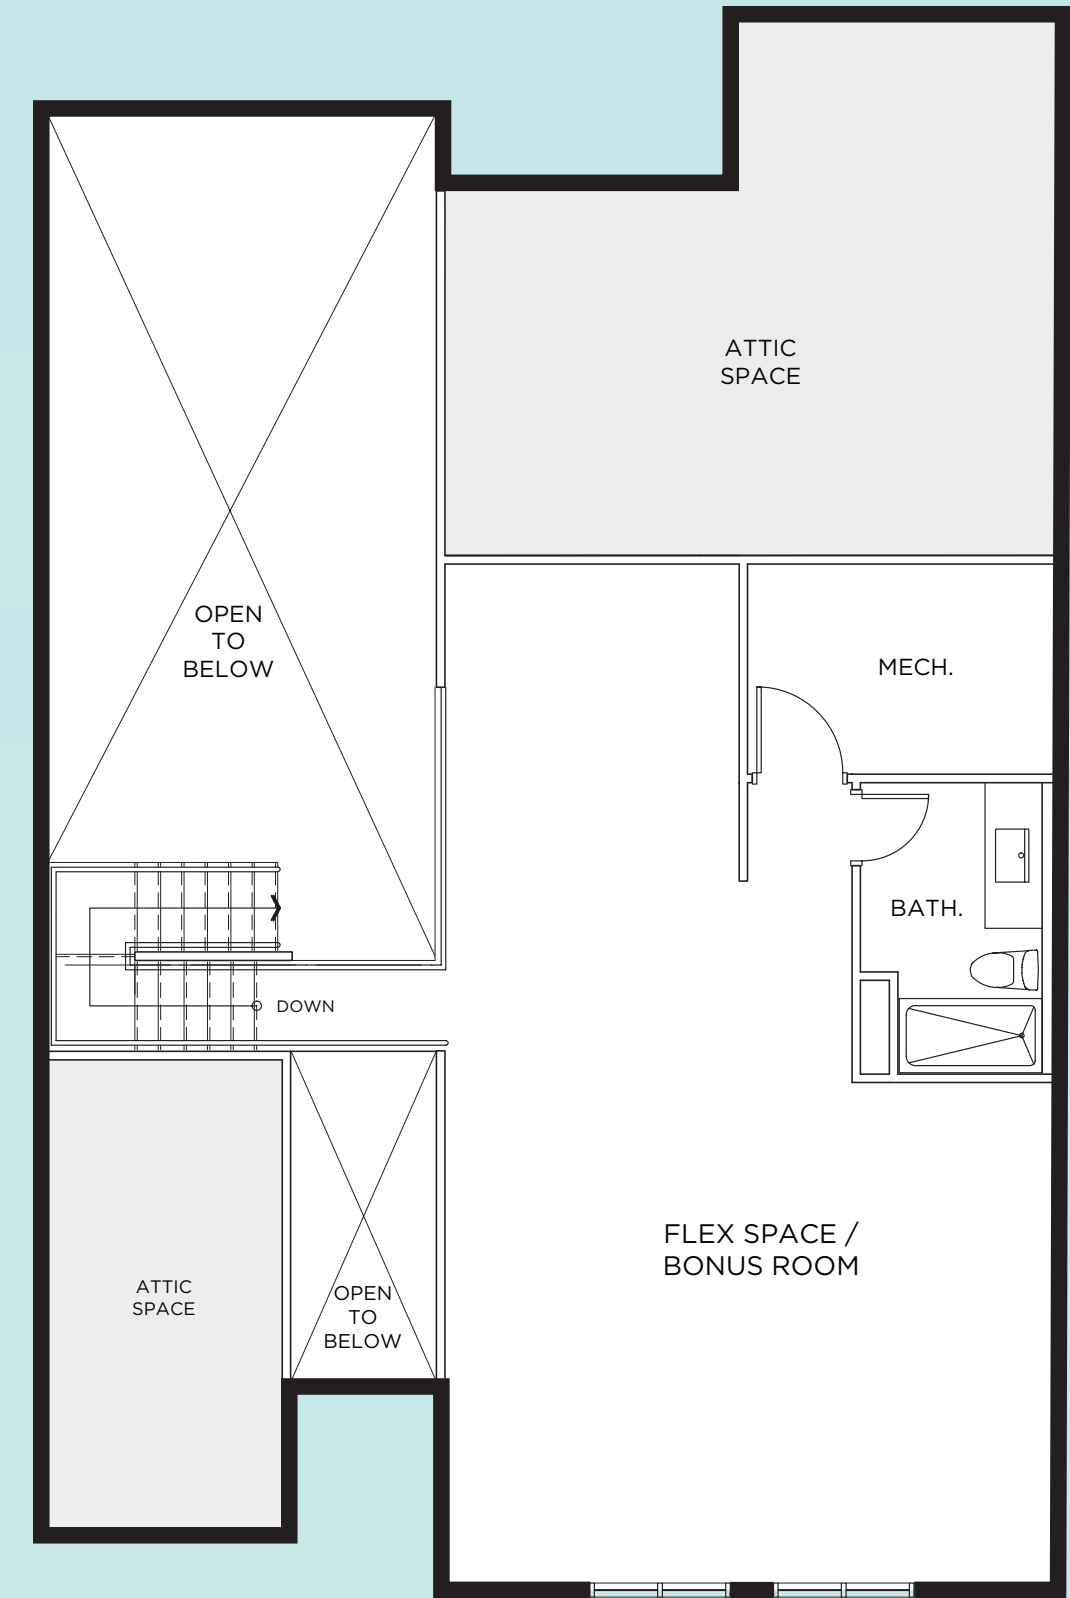 ATTIC
SPACE
OPEN
TO
BELOW
MECH.
BATH.
DOWN
FLEX SPACE /
BONUS ROOM
ATTIC
SPACE
OPEN
TO
BELOW